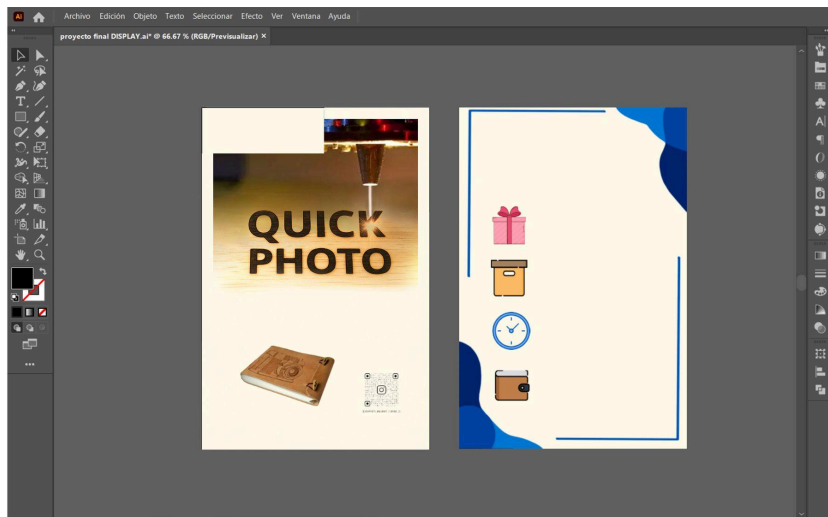 Ai Archivo Edición Objeto Texto Seleccionar Efecto Ver Ventana Ayuda
proyecto final DISPLAY.ai* @ 66.67 % (RGB/Previsualizar) ×
QUICK
PHOTO